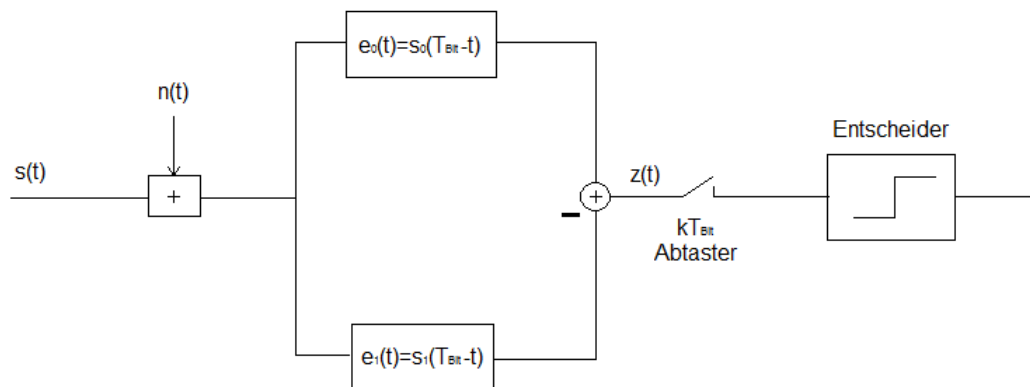 e₀(t)=s₀(T_Bit-t)
n(t)
s(t)
+
Entscheider
z(t)
+
-
kT_Bit
Abtaster
e₁(t)=s₁(T_Bit-t)